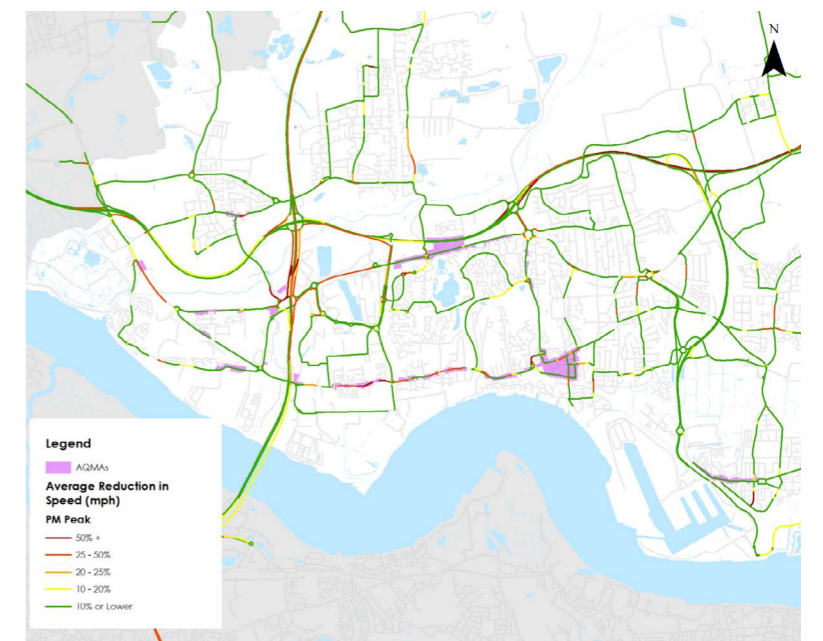 N
Legend
AQMAs
Average Reduction in
Speed (mph)
PM Peak
50% +
25 - 50%
20 - 25%
10 - 20%
10% or Lower